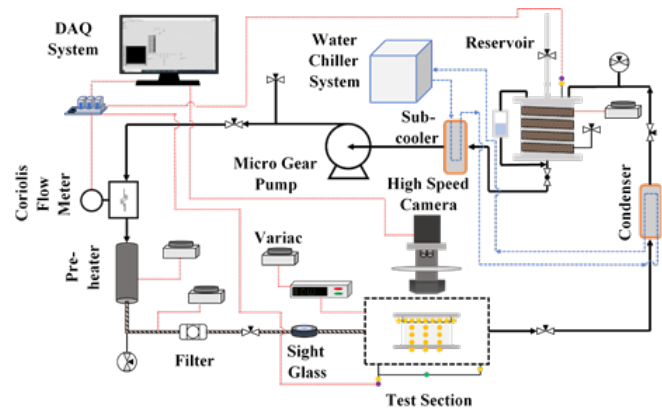 DAQ
System
Water
Chiller
System
Reservoir
Sub-
cooler
Micro Gear
Pump
High Speed
Camera
Coriolis
Flow
Meter
Condenser
Pre-
heater
Variac
Filter
Sight
Glass
Test Section